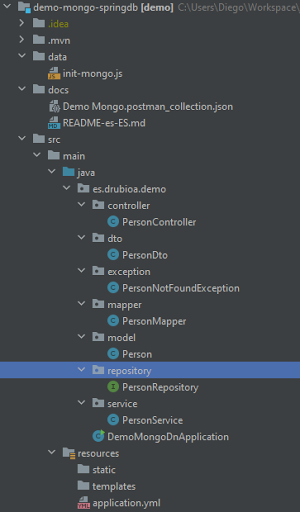 demo-mongo-springdb [demo] C:\Users\Diego\Workspace\
.idea
.mvn
data
init-mongo.js
docs
Demo Mongo.postman_collection.json
README-es-ES.md
src
main
java
es.drubioa.demo
controller
PersonController
dto
PersonDto
exception
PersonNotFoundException
mapper
PersonMapper
model
Person
repository
PersonRepository
service
PersonService
DemoMongoDnApplication
resources
static
templates
application.yml